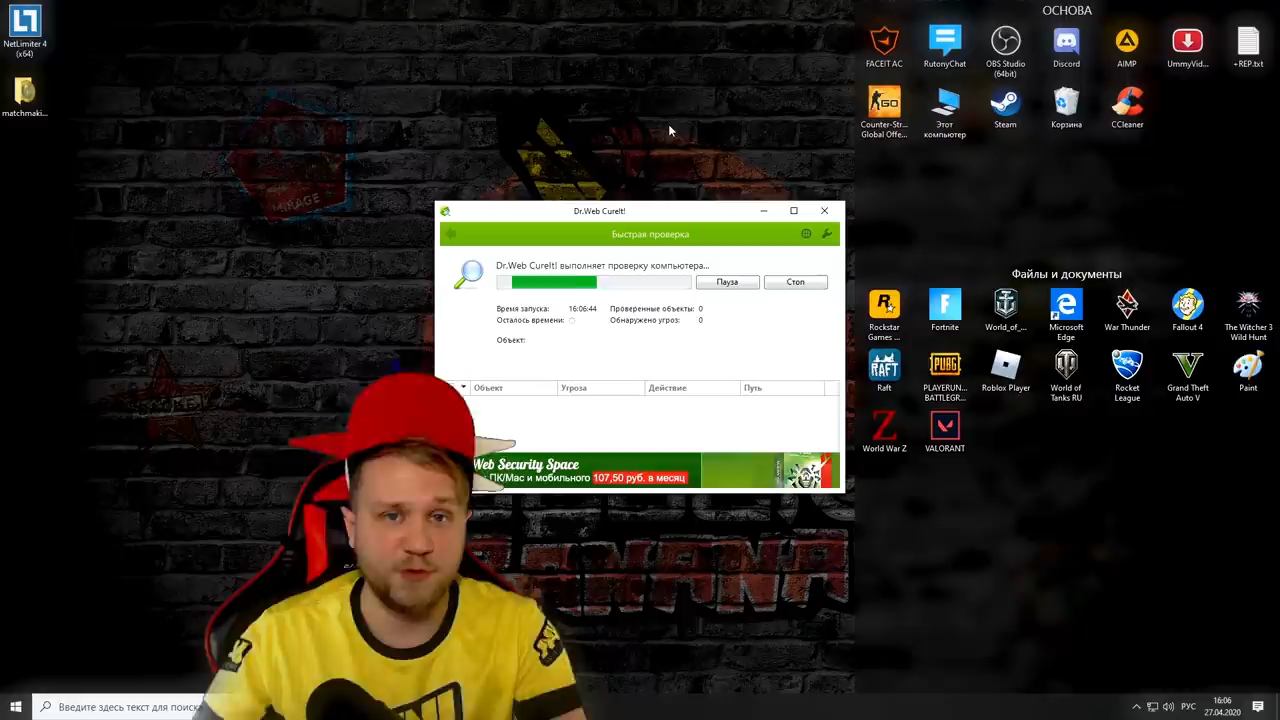 NetLimiter 4
(x64)
matchmaki...
MIRAGE
ОСНОВА
FACEIT AC
RutonyChat
OBS Studio
(64bit)
Discord
AIMP
UmmyVid...
+REP.txt
GO
Counter-Str...
Global Offe...
Этот
компьютер
Steam
Корзина
CCleaner
Dr.Web CureIt!
Быстрая проверка
Dr.Web CureIt! выполняет проверку компьютера...
Пауза
Стоп
Время запуска: 16:06:44 Проверенные объекты: 0
Осталось времени: Обнаружено угроз: 0
Объект:
Объект Угроза Действие Путь
Web Security Space
ПК/Mac и мобильного 107,50 руб. в месяц
Файлы и документы
Rockstar
Games ...
Fortnite
World_of_...
Microsoft
Edge
War Thunder
Fallout 4
The Witcher 3
Wild Hunt
RAFT
Raft
PUBG
PLAYERUN...
BATTLEGR...
Roblox Player
World of
Tanks RU
Rocket
League
Grand Theft
Auto V
Paint
World War Z
VALORANT
Введите здесь текст для поиска
РУС
16:06
27.04.2020